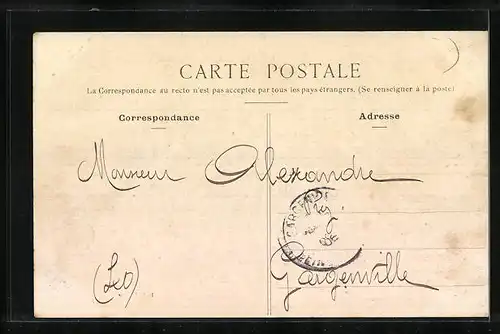 CARTE POSTALE
La Correspondance au recto n'est pas acceptée par tous les pays étrangers. (Se renseigner à la poste)
Correspondance
Adresse
Monsieur Alexandre
GARGENV
Gargenville